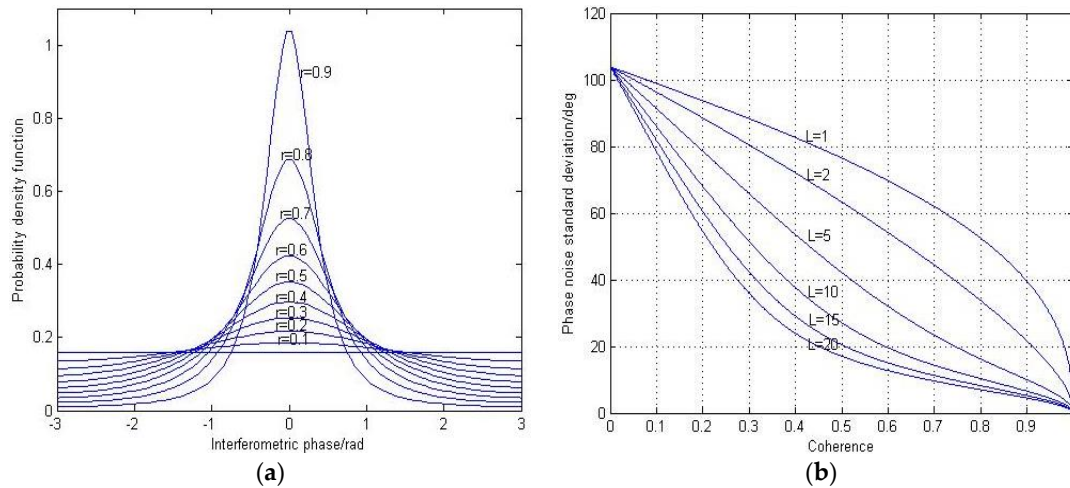 Probability density function
1
0.8
0.6
0.4
0.2
0
r=0.9
r=0.8
r=0.7
r=0.6
r=0.5
r=0.4
r=0.3
r=0.2
r=0.1
-3 -2 -1 0 1 2 3
Interferometric phase/rad
(a)
Phase noise standard deviation/deg
120
100
80
60
40
20
0
L=1
L=2
L=5
L=10
L=15
L=20
0 0.1 0.2 0.3 0.4 0.5 0.6 0.7 0.8 0.9
Coherence
(b)